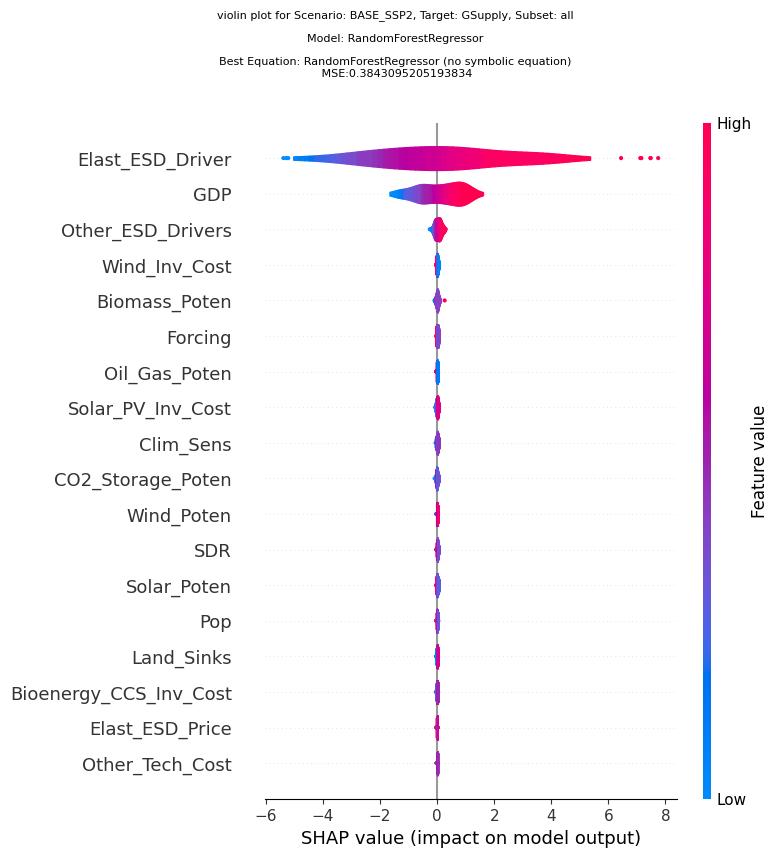 violin plot for Scenario: BASE_SSP2, Target: GSupply, Subset: all
Model: RandomForestRegressor
Best Equation: RandomForestRegressor (no symbolic equation)
MSE:0.3843095205193834
High
Elast_ESD_Driver
GDP
Other_ESD_Drivers
Wind_Inv_Cost
Biomass_Poten
Forcing
Oil_Gas_Poten
Solar_PV_Inv_Cost
Clim_Sens
CO2_Storage_Poten
Wind_Poten
SDR
Solar_Poten
Pop
Land_Sinks
Bioenergy_CCS_Inv_Cost
Elast_ESD_Price
Other_Tech_Cost
Feature value
Low
−6 −4 −2 0 2 4 6 8
SHAP value (impact on model output)